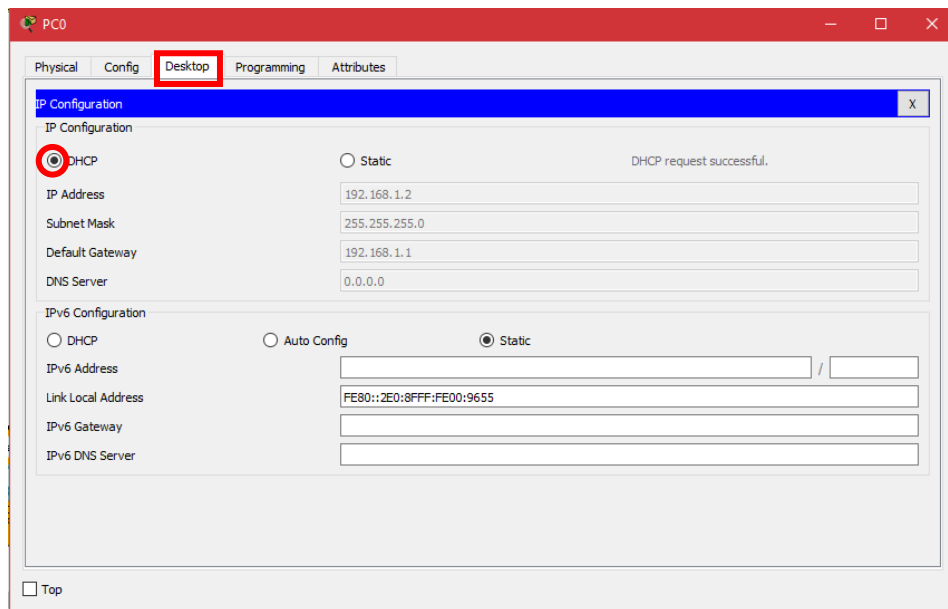 PC0
Physical Config Desktop Programming Attributes
IP Configuration X
IP Configuration
DHCP Static DHCP request successful.
IP Address 192.168.1.2
Subnet Mask 255.255.255.0
Default Gateway 192.168.1.1
DNS Server 0.0.0.0
IPv6 Configuration
DHCP Auto Config Static
IPv6 Address /
Link Local Address FE80::2E0:8FFF:FE00:9655
IPv6 Gateway
IPv6 DNS Server
Top